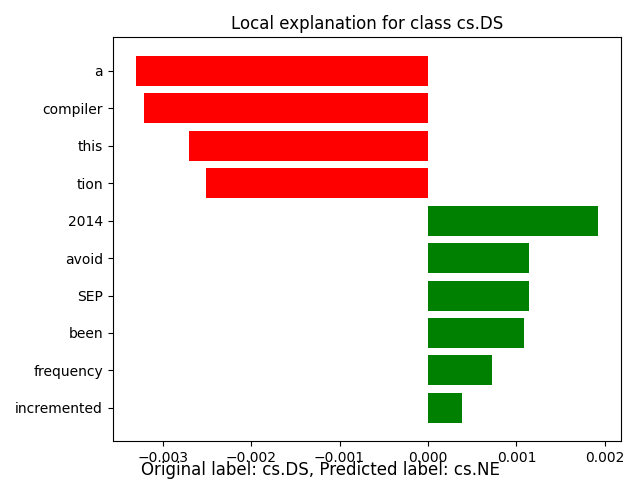 Local explanation for class cs.DS
a
compiler
this
tion
2014
avoid
SEP
been
frequency
incremented
−0.003 −0.002 −0.001 0.000 0.001 0.002
Original label: cs.DS, Predicted label: cs.NE